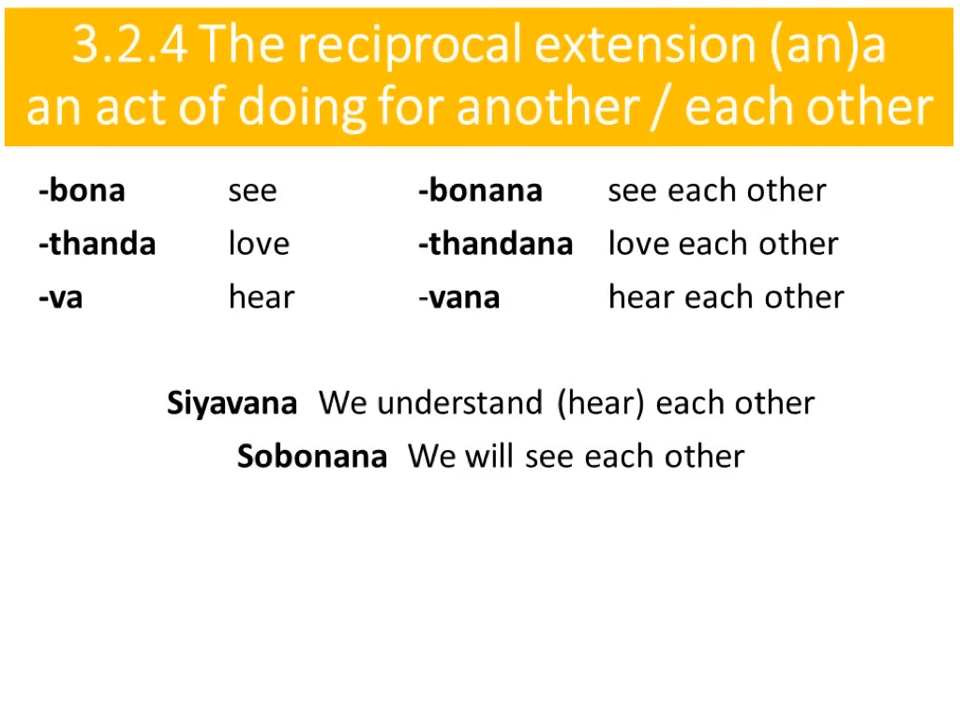 3.2.4 The reciprocal extension (an)a
an act of doing for another / each other
-bona see -bonana see each other
-thanda love -thandana love each other
-va hear -vana hear each other
Siyavana We understand (hear) each other
Sobonana We will see each other